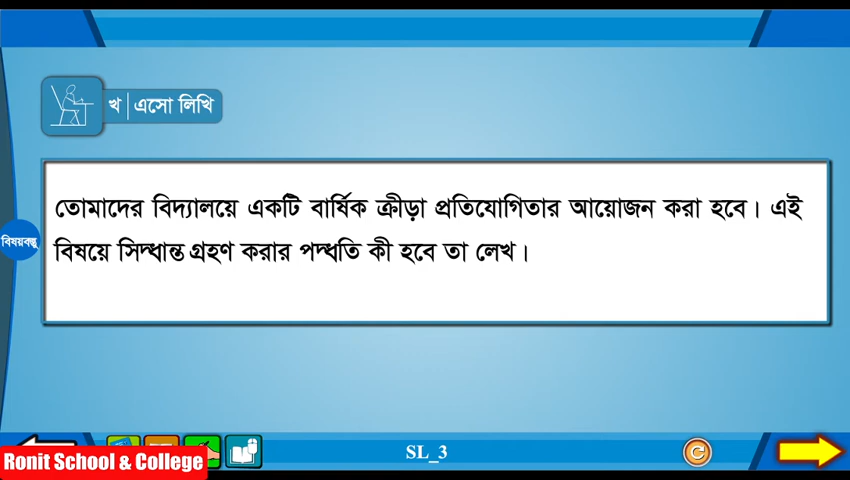 খ এসো লিখি
তোমাদের বিদ্যালয়ে একটি বার্ষিক ক্রীড়া প্রতিযোগিতার আয়োজন করা হবে। এই
বিষয়ে সিদ্ধান্ত গ্রহণ করার পদ্ধতি কী হবে তা লেখ।
বিষয়বস্তু
SL_3
Ronit School & College